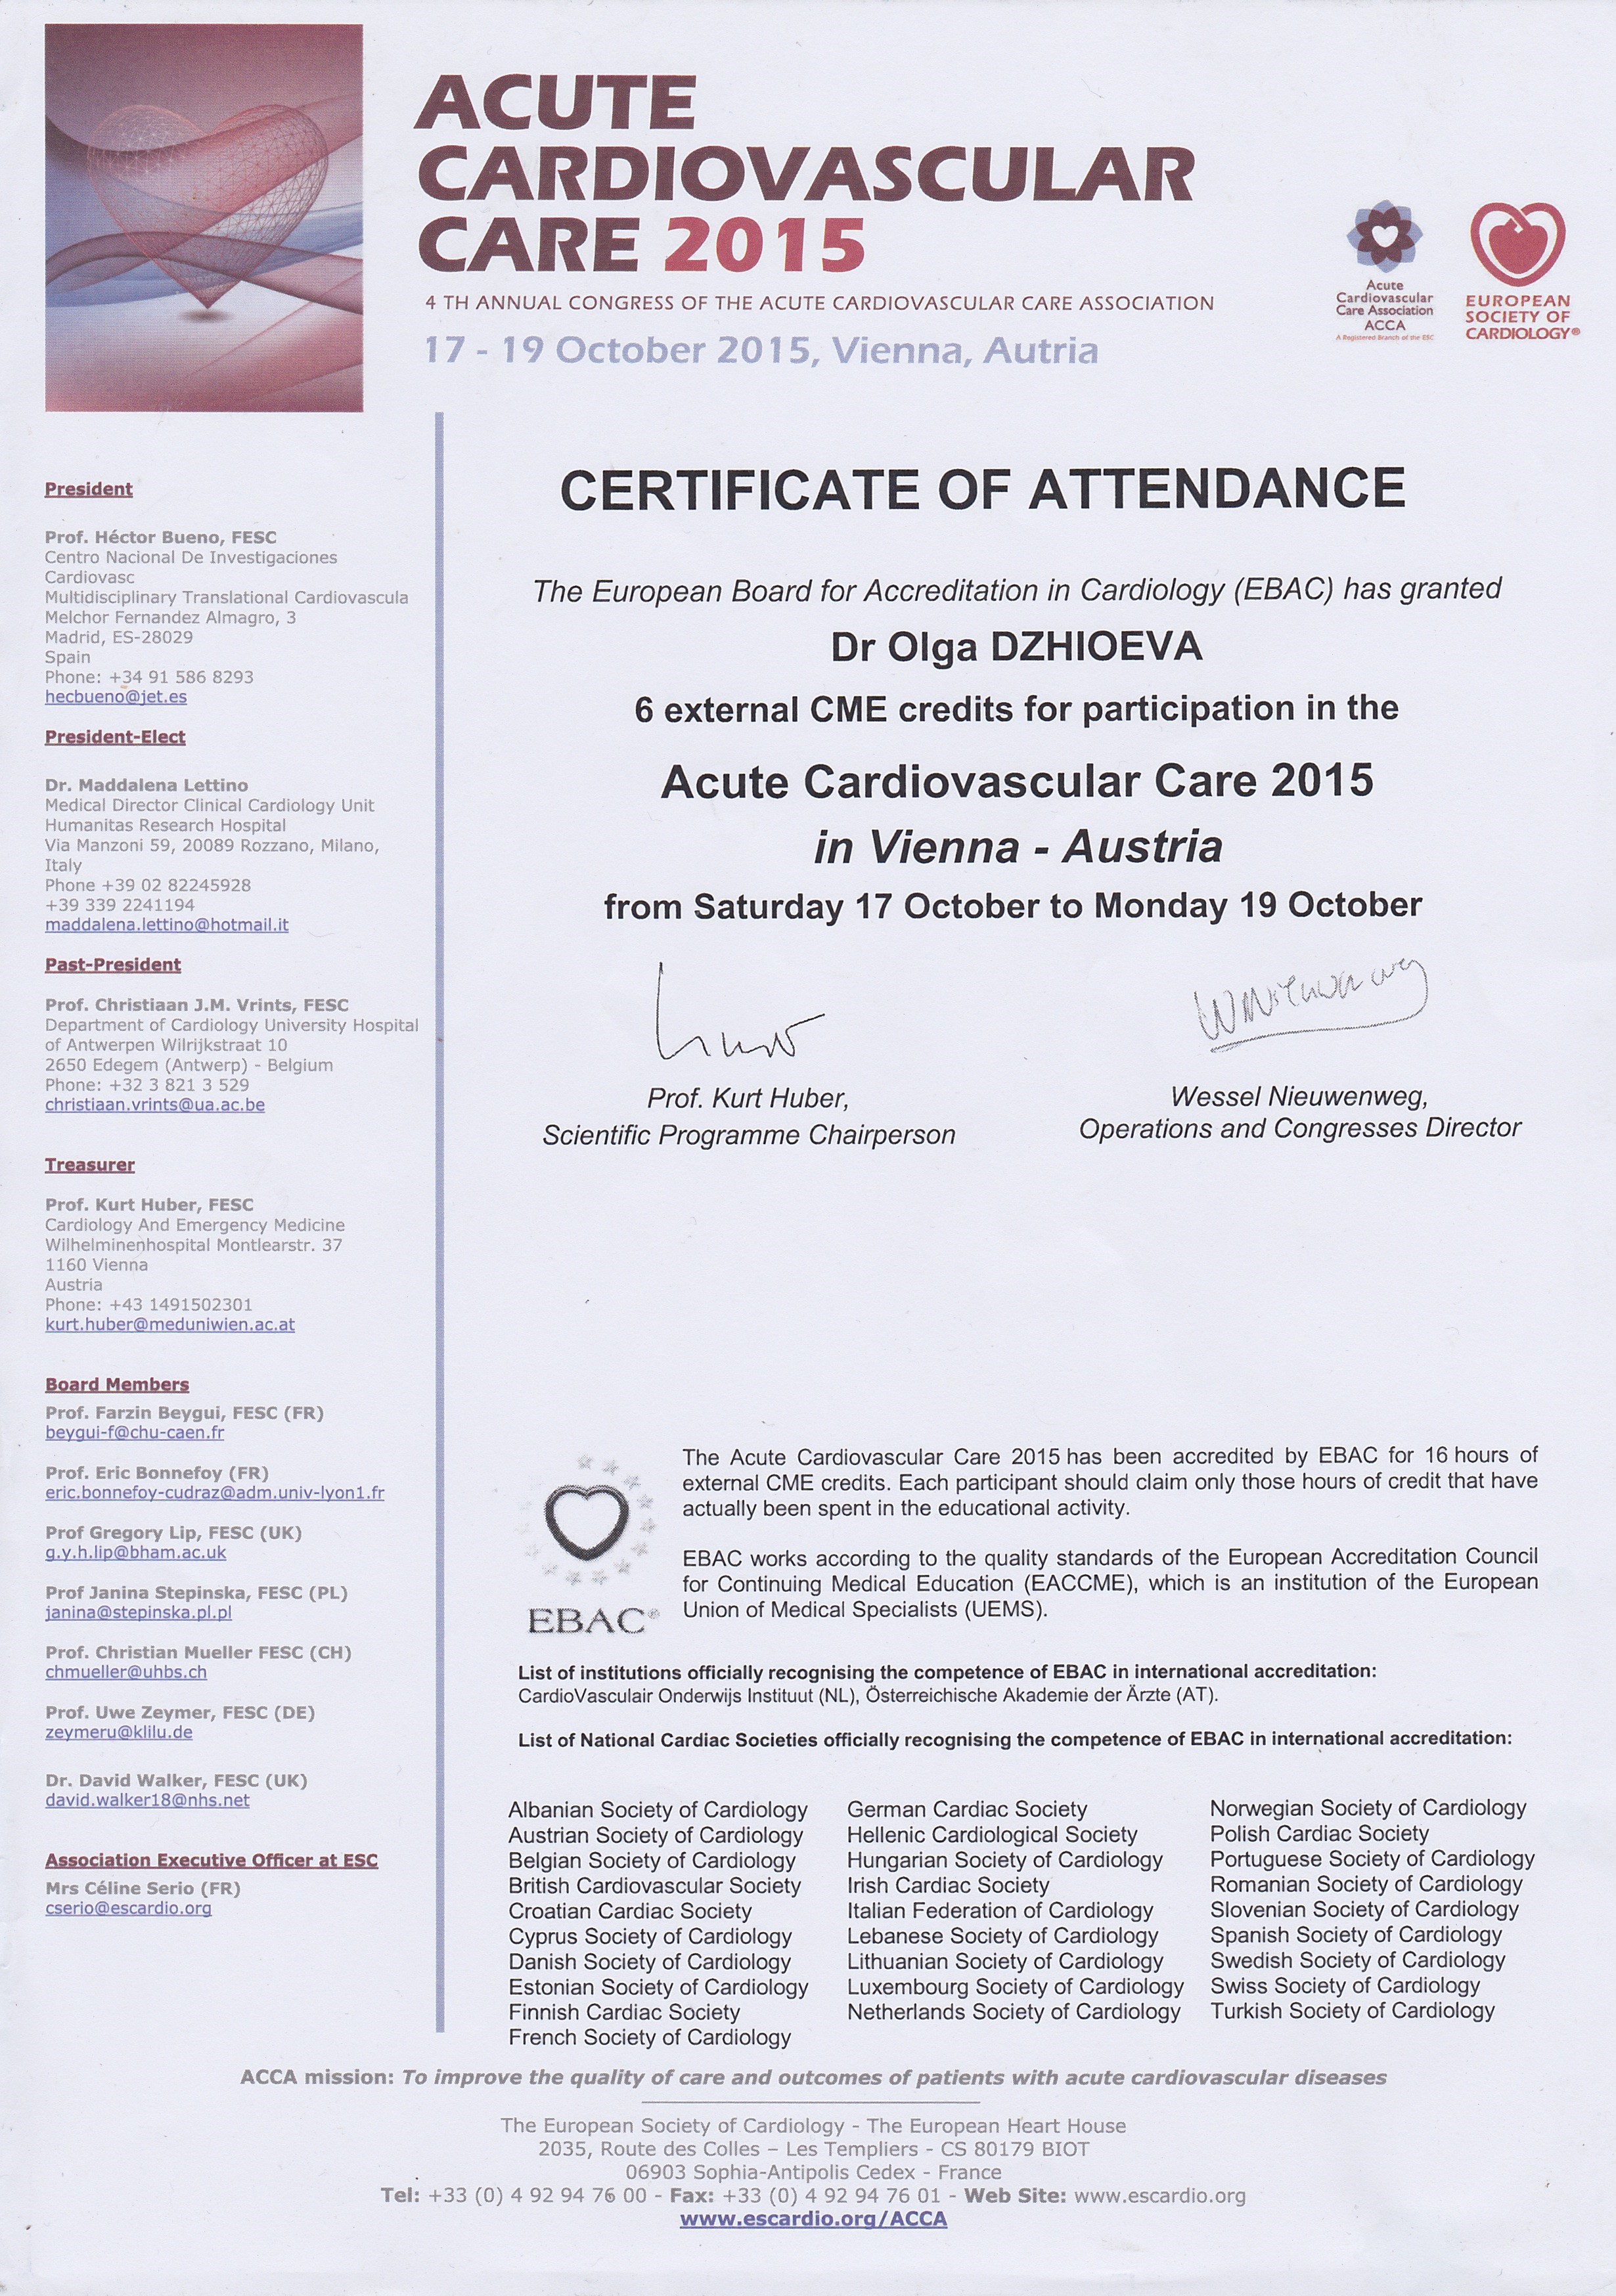 ACUTE
CARDIOVASCULAR
CARE 2015
4 TH ANNUAL CONGRESS OF THE ACUTE CARDIOVASCULAR CARE ASSOCIATION
17 - 19 October 2015, Vienna, Autria
Acute
Cardiovascular
Care Association
ACCA
A Registered Branch of the ESC
EUROPEAN
SOCIETY OF
CARDIOLOGY®
President
Prof. Héctor Bueno, FESC
Centro Nacional De Investigaciones
Cardiovasc
Multidisciplinary Translational Cardiovascula
Melchor Fernandez Almagro, 3
Madrid, ES-28029
Spain
Phone: +34 91 586 8293
hecbueno@jet.es
President-Elect
Dr. Maddalena Lettino
Medical Director Clinical Cardiology Unit
Humanitas Research Hospital
Via Manzoni 59, 20089 Rozzano, Milano,
Italy
Phone +39 02 82245928
+39 339 2241194
maddalena.lettino@hotmail.it
Past-President
Prof. Christiaan J.M. Vrints, FESC
Department of Cardiology University Hospital
of Antwerpen Wilrijkstraat 10
2650 Edegem (Antwerp) - Belgium
Phone: +32 3 821 3 529
christiaan.vrints@ua.ac.be
Treasurer
Prof. Kurt Huber, FESC
Cardiology And Emergency Medicine
Wilhelminenhospital Montlearstr. 37
1160 Vienna
Austria
Phone: +43 1491502301
kurt.huber@meduniwien.ac.at
Board Members
Prof. Farzin Beygui, FESC (FR)
beygui-f@chu-caen.fr
Prof. Eric Bonnefoy (FR)
eric.bonnefoy-cudraz@adm.univ-lyon1.fr
Prof Gregory Lip, FESC (UK)
g.y.h.lip@bham.ac.uk
Prof Janina Stepinska, FESC (PL)
janina@stepinska.pl.pl
Prof. Christian Mueller FESC (CH)
chmueller@uhbs.ch
Prof. Uwe Zeymer, FESC (DE)
zeymeru@klilu.de
Dr. David Walker, FESC (UK)
david.walker18@nhs.net
Association Executive Officer at ESC
Mrs Céline Serio (FR)
cserio@escardio.org
CERTIFICATE OF ATTENDANCE
The European Board for Accreditation in Cardiology (EBAC) has granted
Dr Olga DZHIOEVA
6 external CME credits for participation in the
Acute Cardiovascular Care 2015
in Vienna - Austria
from Saturday 17 October to Monday 19 October
Prof. Kurt Huber,
Scientific Programme Chairperson
WNieuwenweg
Wessel Nieuwenweg,
Operations and Congresses Director
EBAC®
The Acute Cardiovascular Care 2015 has been accredited by EBAC for 16 hours of
external CME credits. Each participant should claim only those hours of credit that have
actually been spent in the educational activity.
EBAC works according to the quality standards of the European Accreditation Council
for Continuing Medical Education (EACCME), which is an institution of the European
Union of Medical Specialists (UEMS).
List of institutions officially recognising the competence of EBAC in international accreditation:
CardioVasculair Onderwijs Instituut (NL), Österreichische Akademie der Ärzte (AT).
List of National Cardiac Societies officially recognising the competence of EBAC in international accreditation:
Albanian Society of Cardiology
Austrian Society of Cardiology
Belgian Society of Cardiology
British Cardiovascular Society
Croatian Cardiac Society
Cyprus Society of Cardiology
Danish Society of Cardiology
Estonian Society of Cardiology
Finnish Cardiac Society
French Society of Cardiology
German Cardiac Society
Hellenic Cardiological Society
Hungarian Society of Cardiology
Irish Cardiac Society
Italian Federation of Cardiology
Lebanese Society of Cardiology
Lithuanian Society of Cardiology
Luxembourg Society of Cardiology
Netherlands Society of Cardiology
Norwegian Society of Cardiology
Polish Cardiac Society
Portuguese Society of Cardiology
Romanian Society of Cardiology
Slovenian Society of Cardiology
Spanish Society of Cardiology
Swedish Society of Cardiology
Swiss Society of Cardiology
Turkish Society of Cardiology
ACCA mission: To improve the quality of care and outcomes of patients with acute cardiovascular diseases
The European Society of Cardiology - The European Heart House
2035, Route des Colles – Les Templiers - CS 80179 BIOT
06903 Sophia-Antipolis Cedex - France
Tel: +33 (0) 4 92 94 76 00 - Fax: +33 (0) 4 92 94 76 01 - Web Site: www.escardio.org
www.escardio.org/ACCA